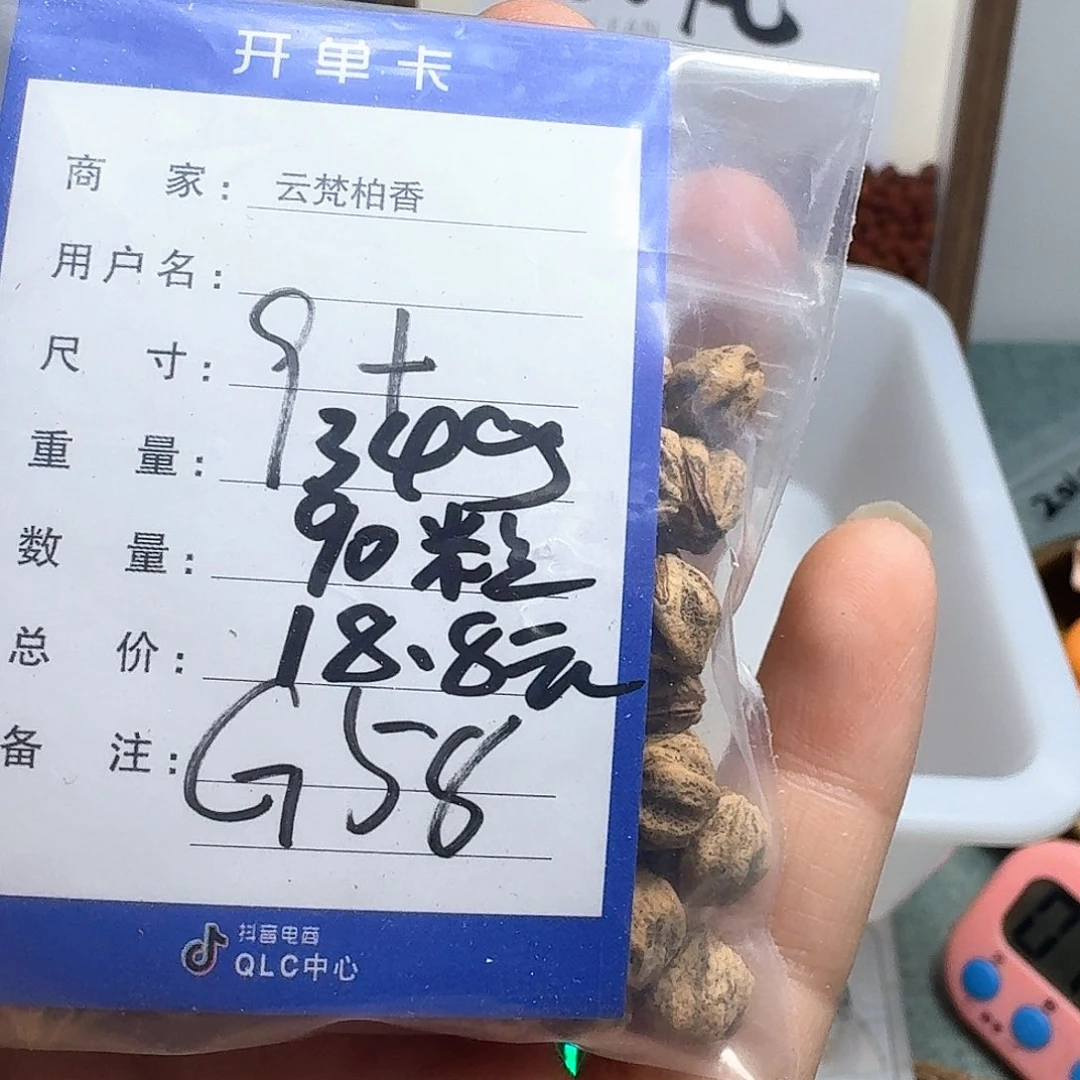 开单卡
商家: 云梵柏香
用户名:
尺寸: 9+
重量: 340g
数量: 90粒
总价: 18.8元
备注: G58
抖音电商
QLC中心